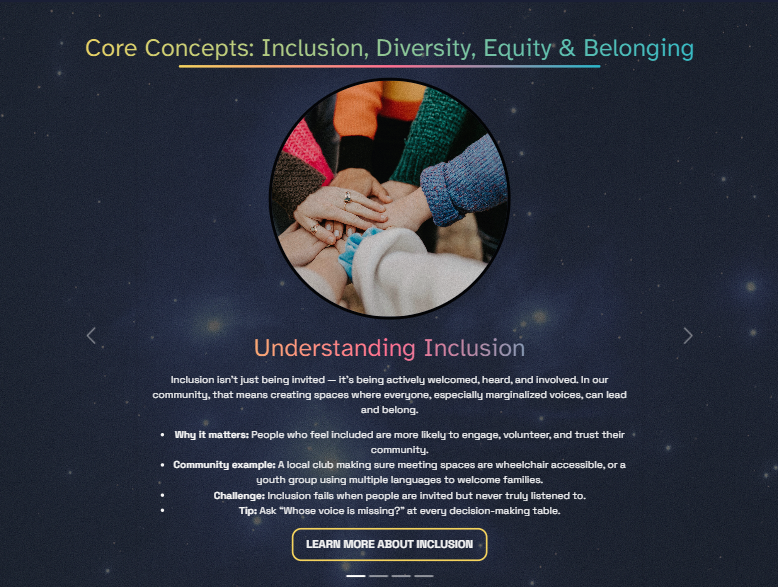 Core Concepts: Inclusion, Diversity, Equity & Belonging
Understanding Inclusion
Inclusion isn't just being invited — it's being actively welcomed, heard, and involved. In our
community, that means creating spaces where everyone, especially marginalized voices, can lead
and belong.
• Why it matters: People who feel included are more likely to engage, volunteer, and trust their
community.
• Community example: A local club making sure meeting spaces are wheelchair accessible, or a
youth group using multiple languages to welcome families.
• Challenge: Inclusion fails when people are invited but never truly listened to.
• Tip: Ask "Whose voice is missing?" at every decision-making table.
LEARN MORE ABOUT INCLUSION